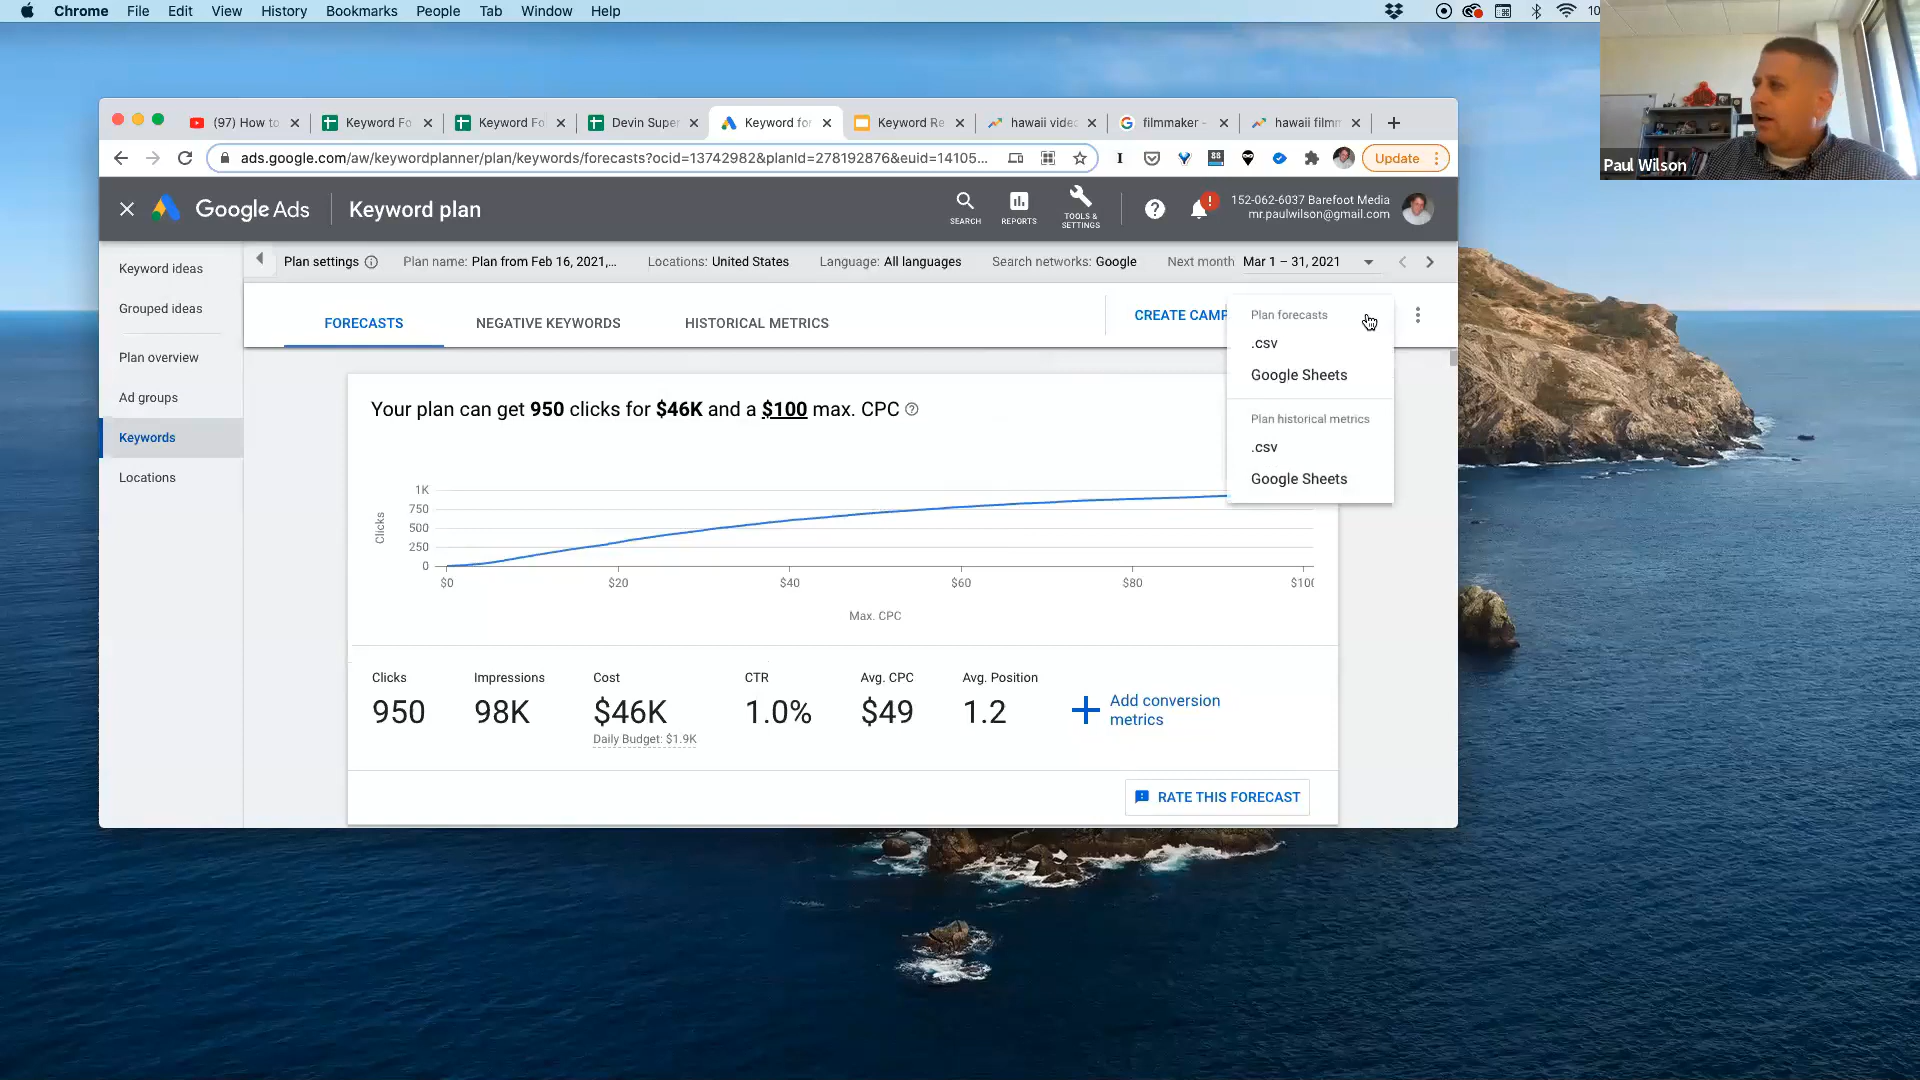 Chrome File Edit View History Bookmarks People Tab Window Help
10
Paul Wilson
(97) How to
Keyword Fo
Keyword Fo
Devin Super
Keyword for
Keyword Re
hawaii vide
filmmaker -
hawaii film
ads.google.com/aw/keywordplanner/plan/keywords/forecasts?ocid=13742982&planId=278192876&euid=14105...
Update
Google Ads
Keyword plan
SEARCH
REPORTS
TOOLS &
SETTINGS
152-062-6037 Barefoot Media
mr.paulwilson@gmail.com
Keyword ideas
Grouped ideas
Plan overview
Ad groups
Keywords
Locations
Plan settings
Plan name: Plan from Feb 16, 2021,...
Locations: United States
Language: All languages
Search networks: Google
Next month Mar 1 – 31, 2021
FORECASTS
NEGATIVE KEYWORDS
HISTORICAL METRICS
CREATE CAMP
Plan forecasts
.csv
Google Sheets
Plan historical metrics
.csv
Google Sheets
Your plan can get 950 clicks for $46K and a $100 max. CPC
Clicks
1K
750
500
250
0
$0 $20 $40 $60 $80 $100
Max. CPC
Clicks Impressions Cost CTR Avg. CPC Avg. Position
950 98K $46K 1.0% $49 1.2
Daily Budget: $1.9K
Add conversion
metrics
RATE THIS FORECAST